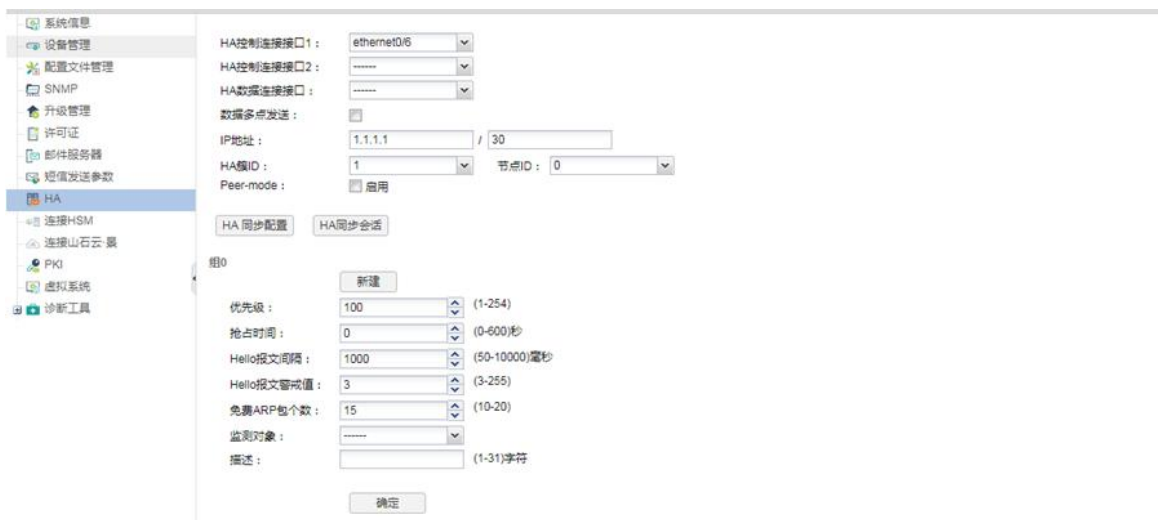 系统信息
设备管理
配置文件管理
SNMP
升级管理
许可证
邮件服务器
短信发送参数
HA
连接HSM
连接山石云·景
PKI
虚拟系统
诊断工具
HA控制连接接口1： ethernet0/6
HA控制连接接口2： ------
HA数据连接接口： ------
数据多点发送：
IP地址： 1.1.1.1 / 30
HA簇ID： 1 节点ID： 0
Peer-mode： 启用
HA 同步配置 HA同步会话
组0
新建
优先级： 100 (1-254)
抢占时间： 0 (0-600)秒
Hello报文间隔： 1000 (50-10000)毫秒
Hello报文警戒值： 3 (3-255)
免费ARP包个数： 15 (10-20)
监测对象： ------
描述： (1-31)字符
确定